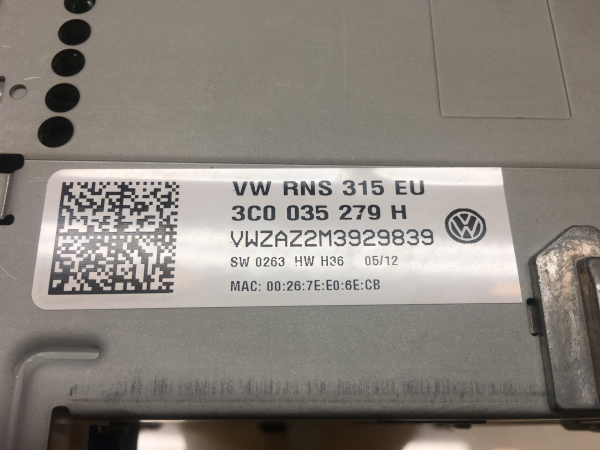 VW RNS 315 EU
3C0 035 279 H
VWZAZ2M3929839
SW 0263 HW H36 05/12
MAC: 00:26:7E:E0:6E:CB